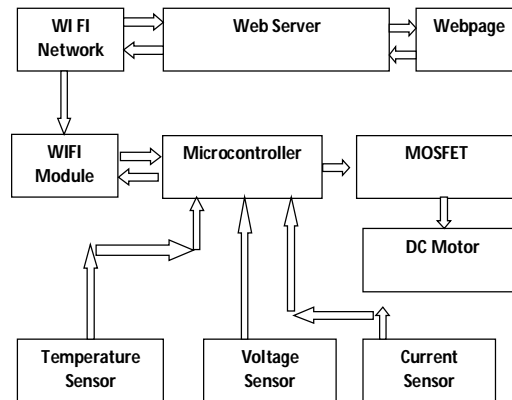 WI FI
Network
Web Server
Webpage
WIFI
Module
Microcontroller
MOSFET
DC Motor
Temperature
Sensor
Voltage
Sensor
Current
Sensor